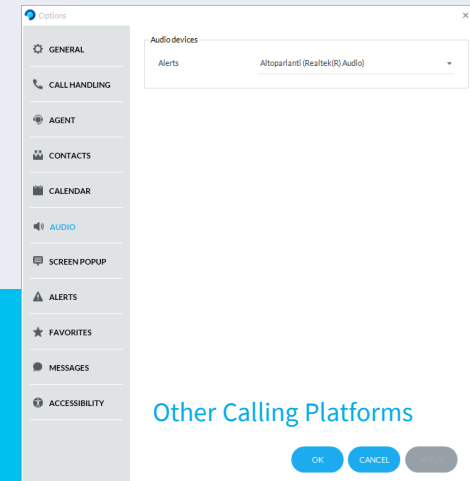 Options
GENERAL
CALL HANDLING
AGENT
CONTACTS
CALENDAR
AUDIO
SCREEN POPUP
ALERTS
FAVORITES
MESSAGES
ACCESSIBILITY
Audio devices
Alerts
Altoparlanti (Realtek(R) Audio)
Other Calling Platforms
OK
CANCEL
APPLY